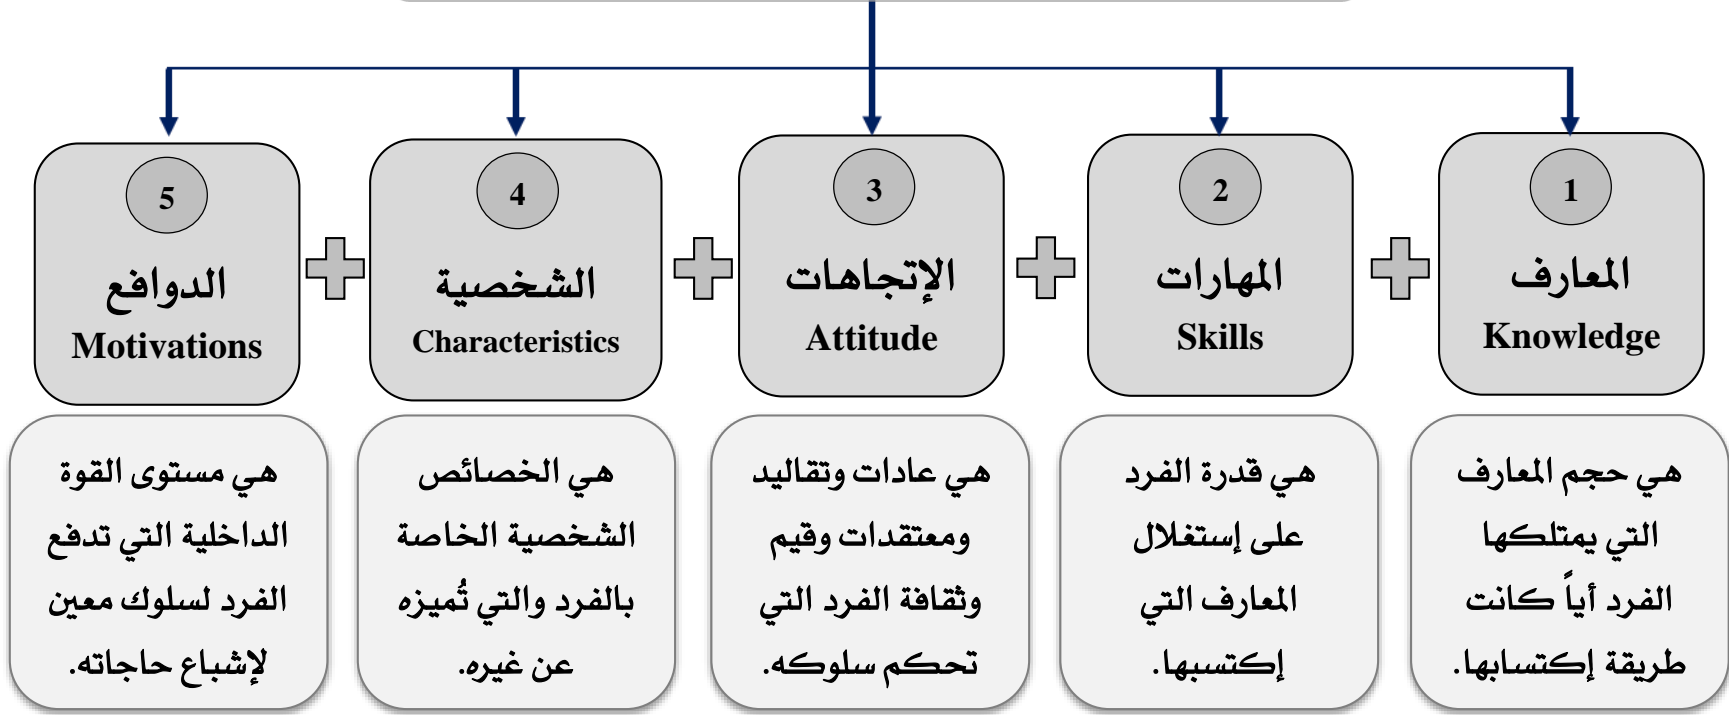 1
المعارف
Knowledge
هي حجم المعارف
التي يمتلكها
الفرد أياً كانت
طريقة إكتسابها.
2
المهارات
Skills
هي قدرة الفرد
على إستغلال
المعارف التي
إكتسبها.
3
الإتجاهات
Attitude
هي عادات وتقاليد
ومعتقدات وقيم
وثقافة الفرد التي
تحكم سلوكه.
4
الشخصية
Characteristics
هي الخصائص
الشخصية الخاصة
بالفرد والتي تُميزه
عن غيره.
5
الدوافع
Motivations
هي مستوى القوة
الداخلية التي تدفع
الفرد لسلوك معين
لإشباع حاجاته.